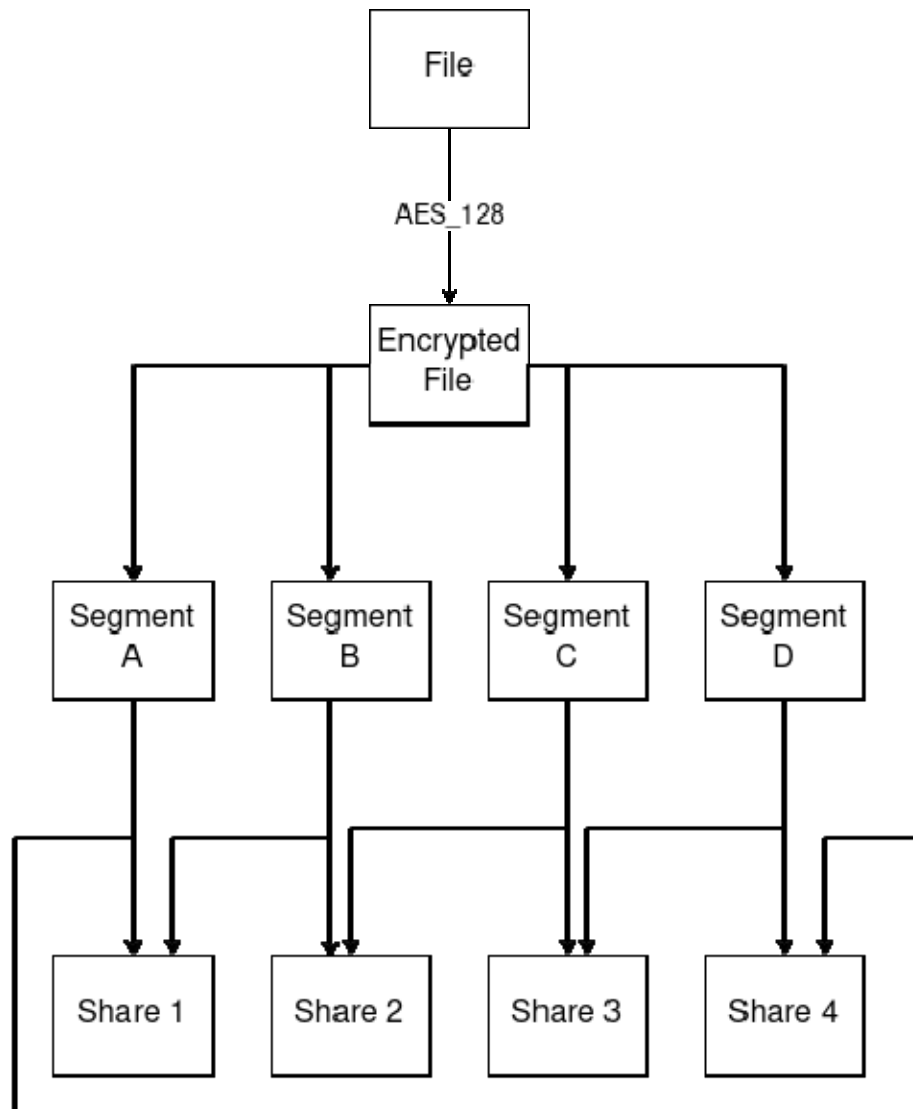 File
AES_128
Encrypted
File
Segment
A
Segment
B
Segment
C
Segment
D
Share 1
Share 2
Share 3
Share 4